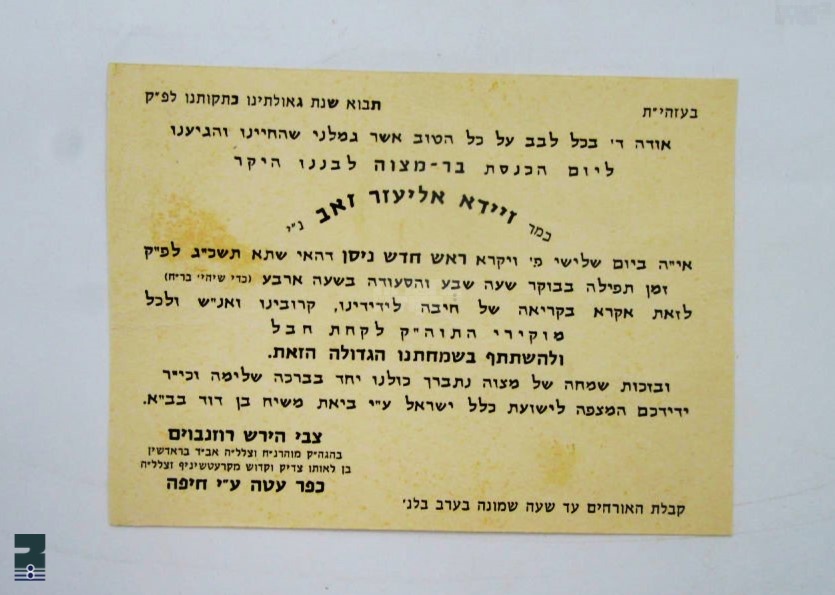 בעזהי"ת
תבוא שנת גאולתינו כתקותנו לפ"ק
אודה ד' בכל לבב על כל הטוב אשר גמלני שהחיינו והגיענו
ליום הכנסת בר-מצוה לבננו היקר
כמר זיידא אליעזר זאב נ"י
אי"ה ביום שלישי פ' ויקרא ראש חדש ניסן דהאי שתא תשכ"ג לפ"ק
זמן תפילה בבוקר שעה שבע והסעודה בשעה ארבע (כדי שיהי' בר"ח)
לזאת אקרא בקריאה של חיבה לידידינו, קרובינו ואנ"ש ולכל
מוקירי התוה"ק לקחת חבל
ולהשתתף בשמחתנו הגדולה הזאת.
ובזכות שמחה של מצוה נתברך כולנו יחד בברכה שלימה וכי"ר
ידידכם המצפה לישועת כלל ישראל ע"י ביאת משיח בן דוד בב"א.
צבי הירש רוזנבוים
בהגה"ק מוהרנ"ח וצלל"ה אב"ד בראדשין
בן לאותו צדיק וקדוש מקרעטשיניף זצלל"ה
כפר עטה ע"י חיפה
קבלת האורחים עד שעה שמונה בערב בלנ'